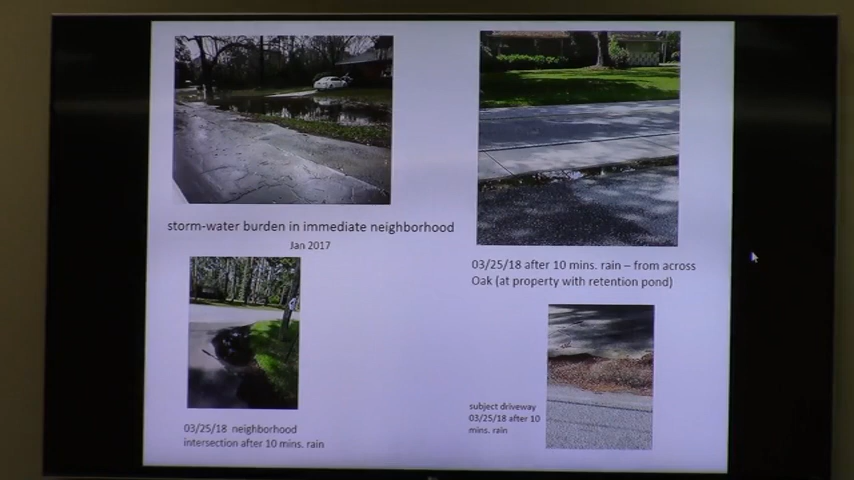 storm-water burden in immediate neighborhood
Jan 2017
03/25/18 after 10 mins. rain – from across
Oak (at property with retention pond)
03/25/18 neighborhood
intersection after 10 mins. rain
subject driveway
03/25/18 after 10
mins. rain